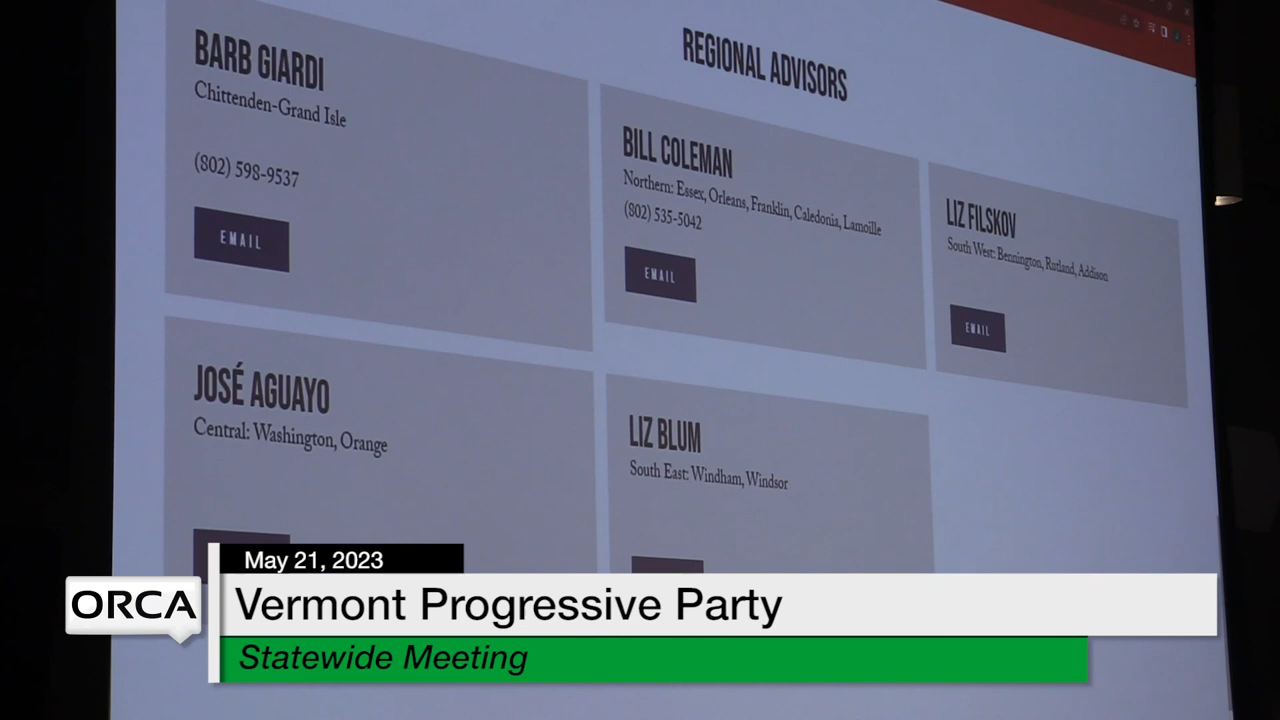 REGIONAL ADVISORS
BARB GIARDI
Chittenden-Grand Isle
(802) 598-9537
EMAIL
BILL COLEMAN
Northern: Essex, Orleans, Franklin, Caledonia, Lamoille
(802) 535-5042
EMAIL
LIZ FILSKOV
South West: Bennington, Rutland, Addison
EMAIL
JOSÉ AGUAYO
Central: Washington, Orange
LIZ BLUM
South East: Windham, Windsor
May 21, 2023
ORCA
Vermont Progressive Party
Statewide Meeting